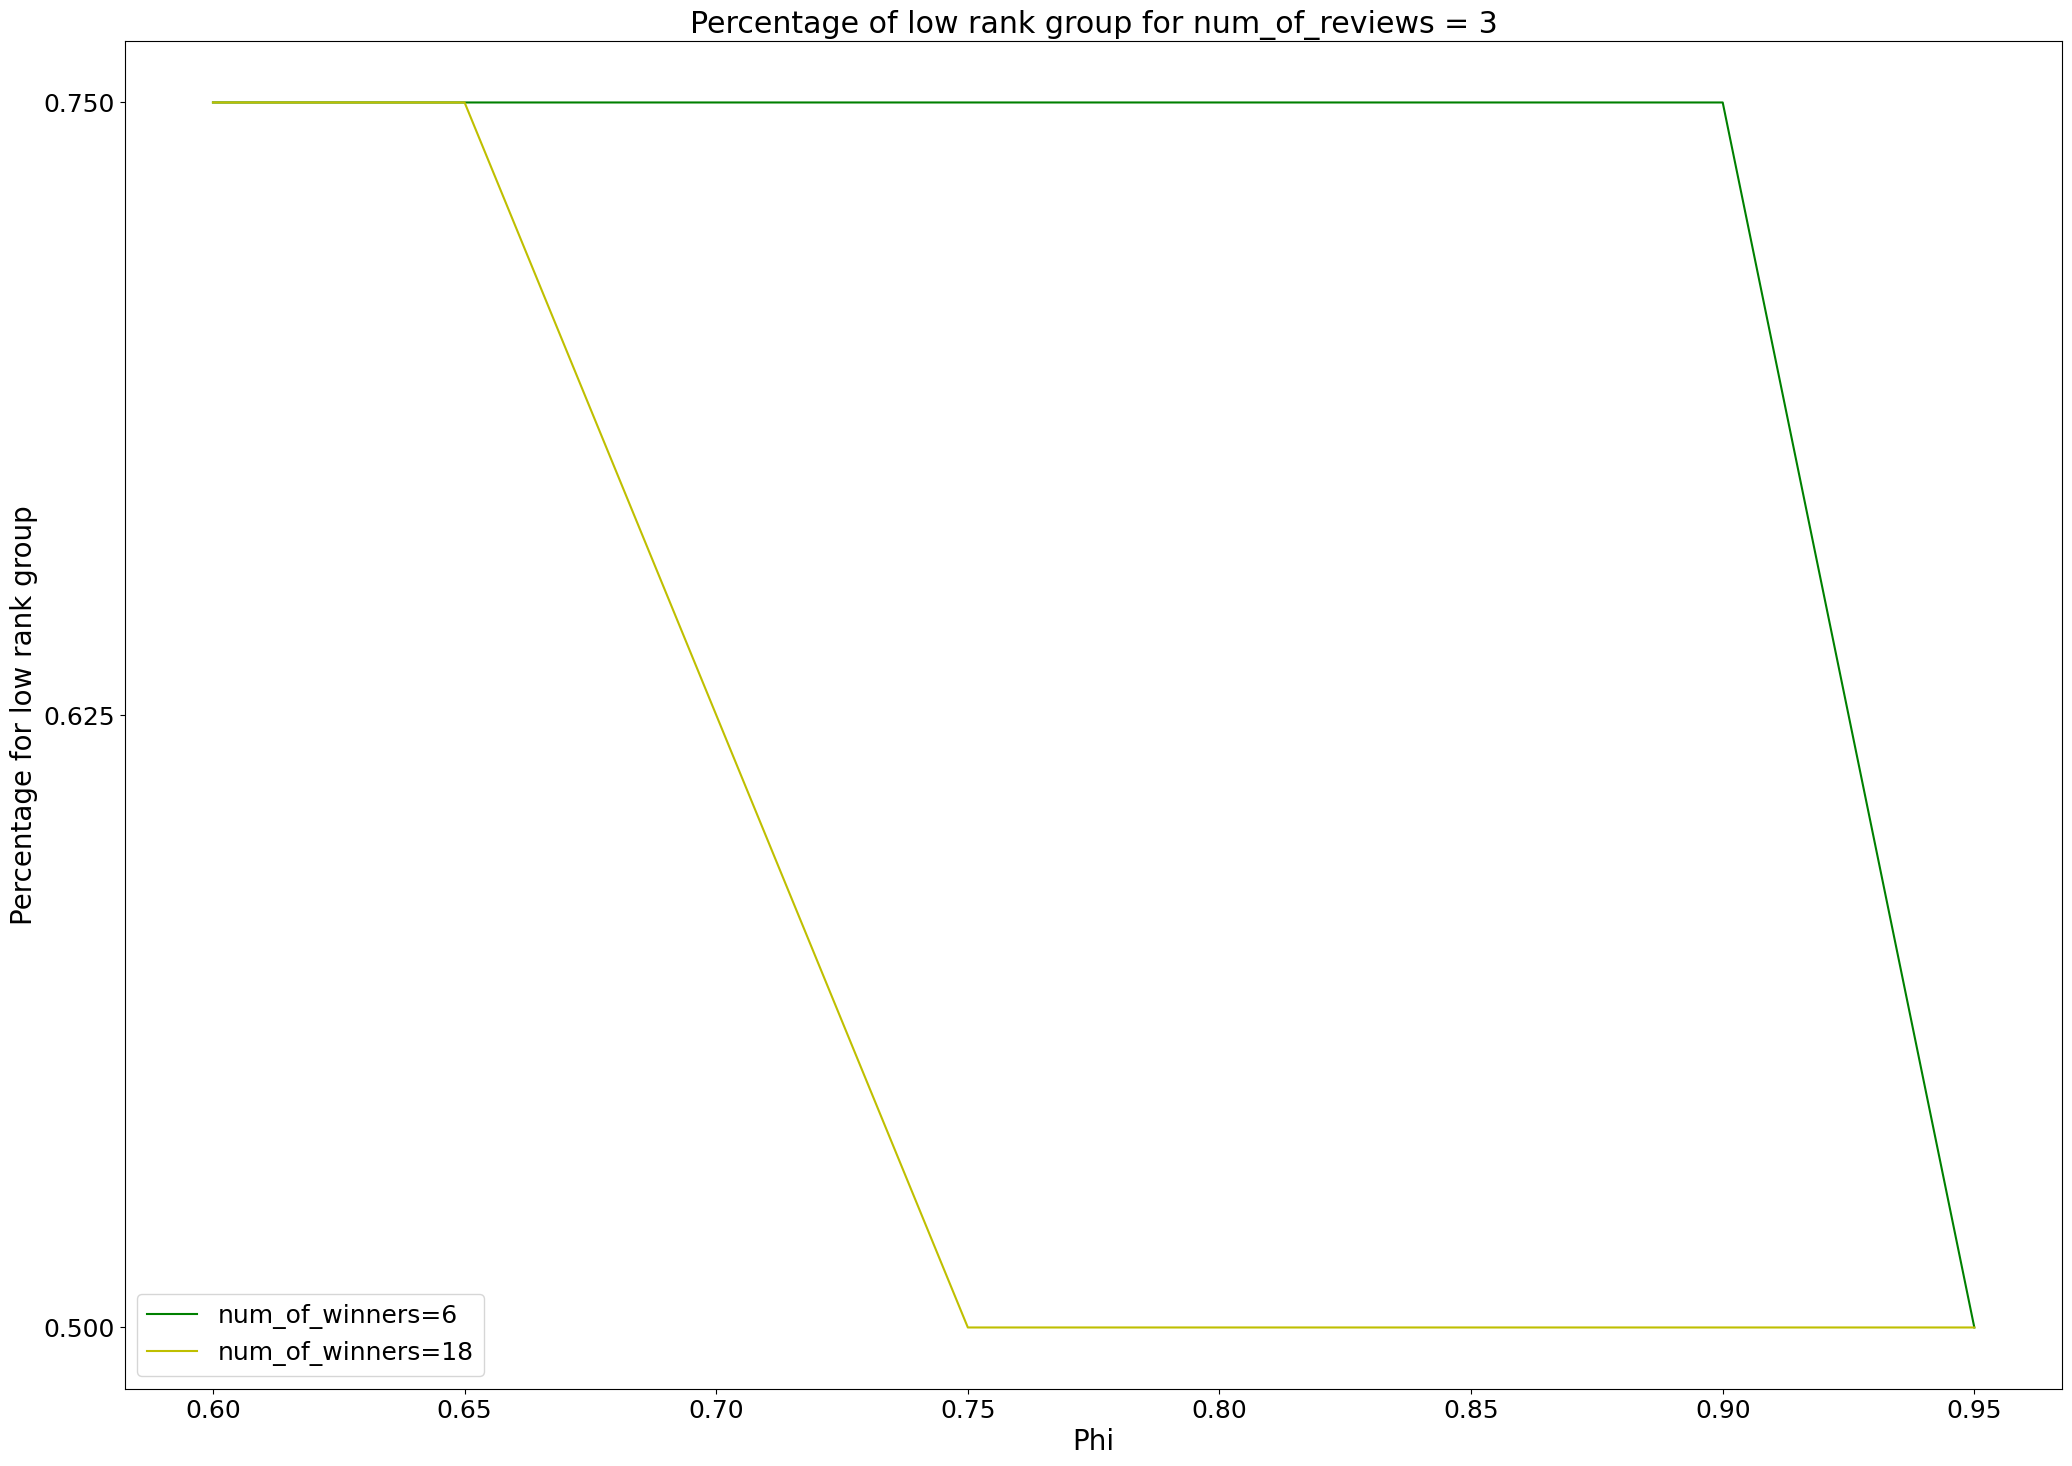 Percentage of low rank group for num_of_reviews = 3
Percentage for low rank group
0.750
0.625
0.500
num_of_winners=6
num_of_winners=18
0.60 0.65 0.70 0.75 0.80 0.85 0.90 0.95
Phi